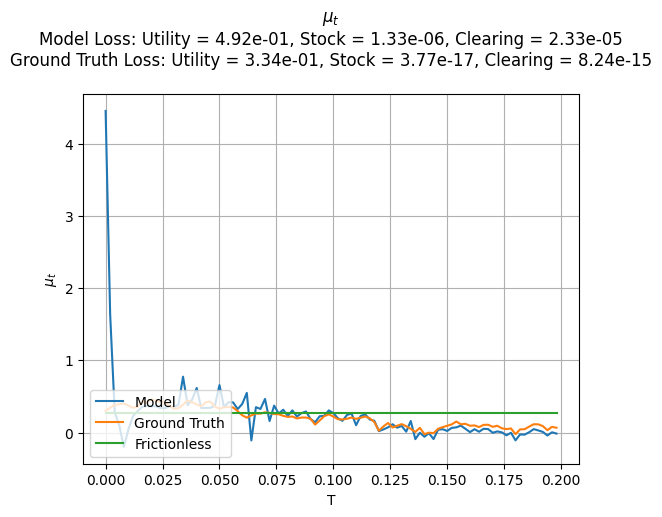 μₜ
Model Loss: Utility = 4.92e-01, Stock = 1.33e-06, Clearing = 2.33e-05
Ground Truth Loss: Utility = 3.34e-01, Stock = 3.77e-17, Clearing = 8.24e-15
4
3
2
1
0
μₜ
Model
Ground Truth
Frictionless
0.000 0.025 0.050 0.075 0.100 0.125 0.150 0.175 0.200
T